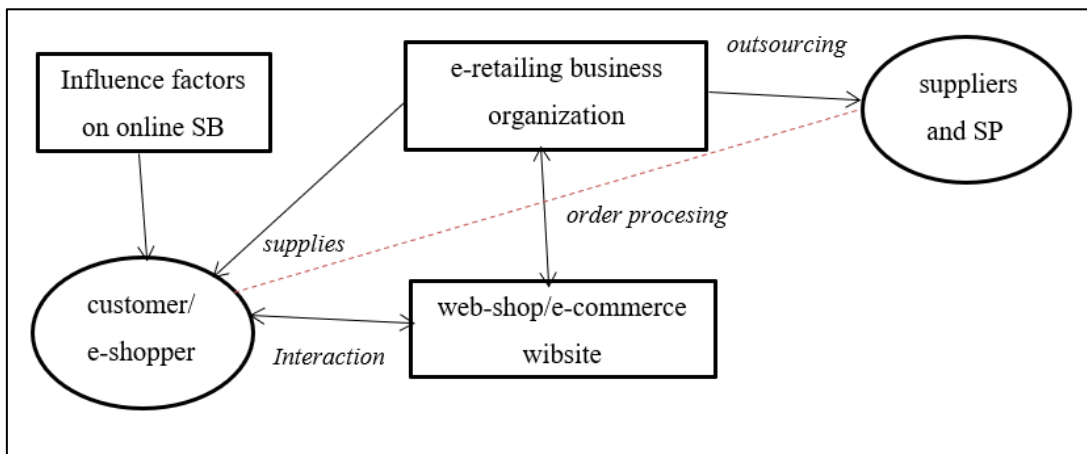 Influence factors
on online SB
e-retailing business
organization
outsourcing
suppliers
and SP
order procesing
supplies
customer/
e-shopper
Interaction
web-shop/e-commerce
wibsite